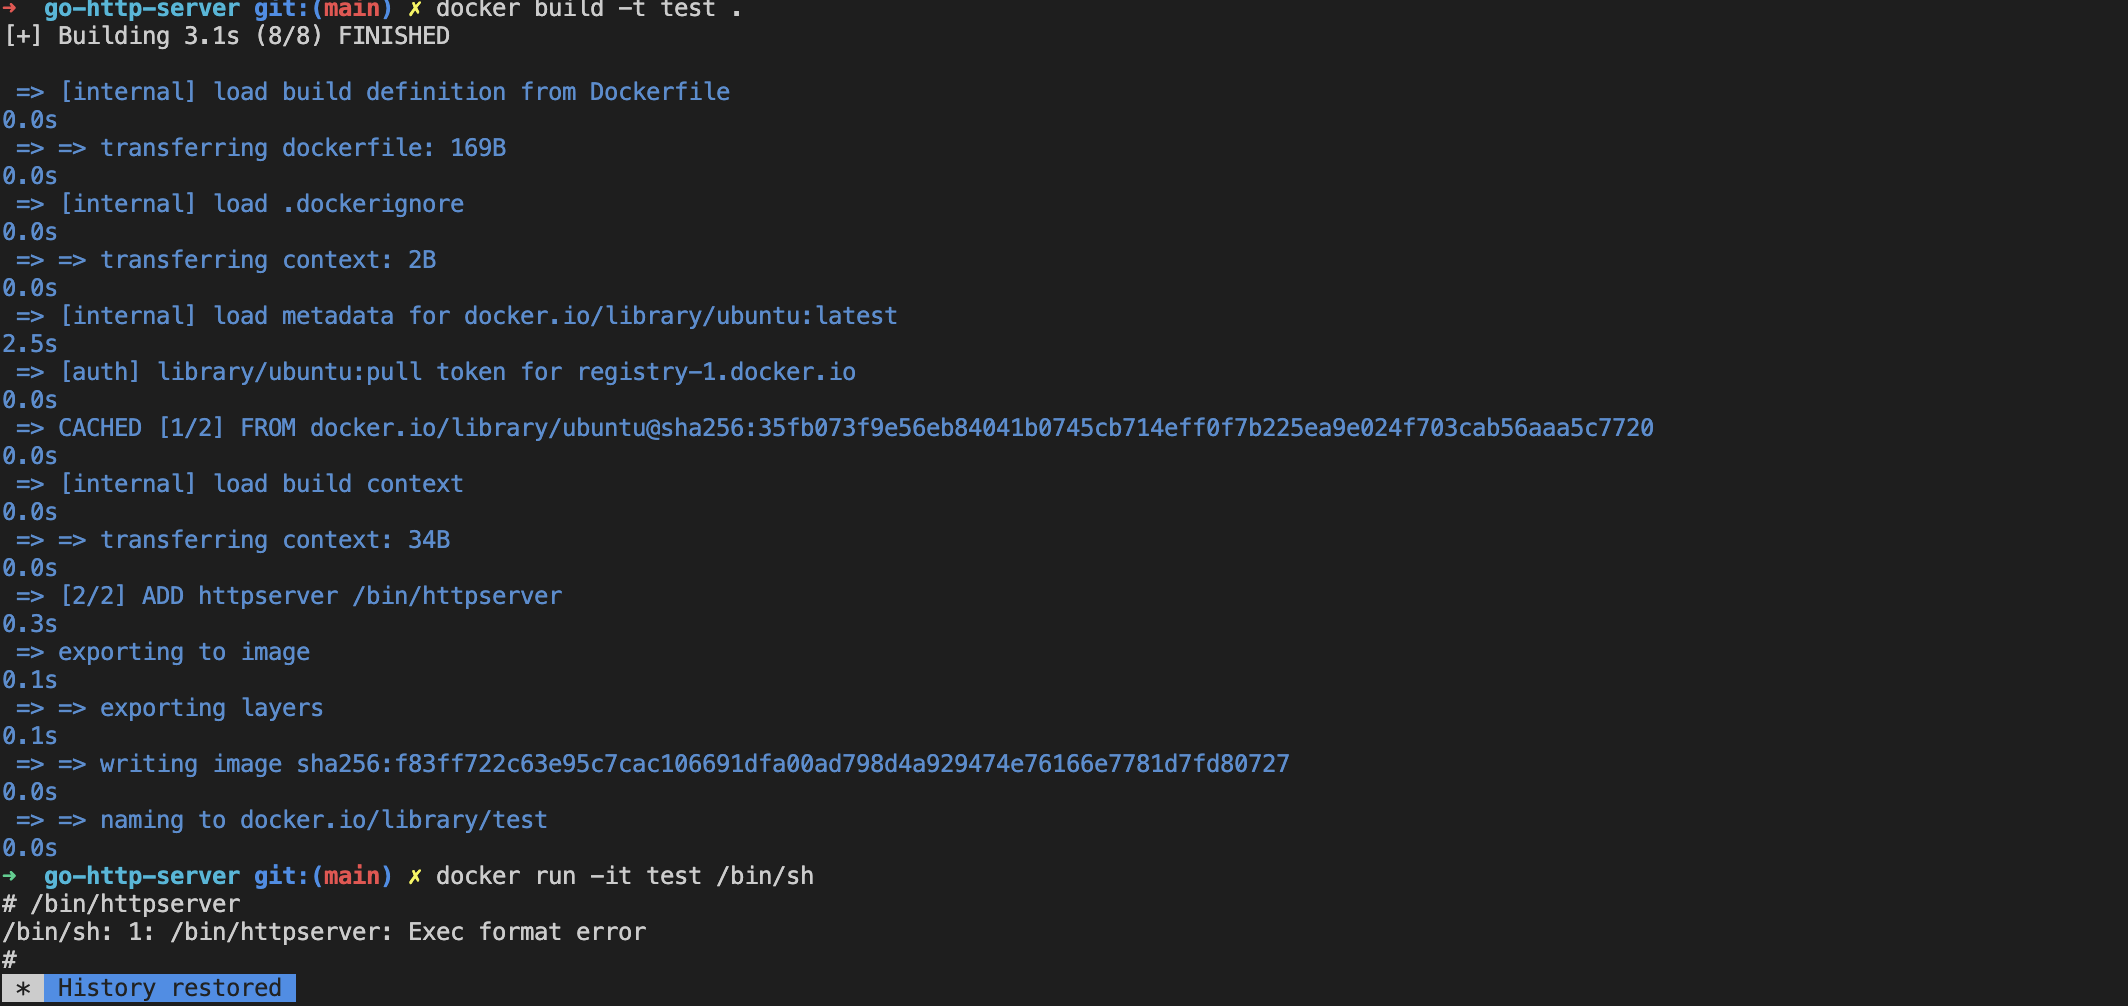 ➜  go-http-server git:(main) ✗ docker build -t test .
[+] Building 3.1s (8/8) FINISHED
 => [internal] load build definition from Dockerfile
0.0s
 => => transferring dockerfile: 169B
0.0s
 => [internal] load .dockerignore
0.0s
 => => transferring context: 2B
0.0s
 => [internal] load metadata for docker.io/library/ubuntu:latest
2.5s
 => [auth] library/ubuntu:pull token for registry-1.docker.io
0.0s
 => CACHED [1/2] FROM docker.io/library/ubuntu@sha256:35fb073f9e56eb84041b0745cb714eff0f7b225ea9e024f703cab56aaa5c7720
0.0s
 => [internal] load build context
0.0s
 => => transferring context: 34B
0.0s
 => [2/2] ADD httpserver /bin/httpserver
0.3s
 => exporting to image
0.1s
 => => exporting layers
0.1s
 => => writing image sha256:f83ff722c63e95c7cac106691dfa00ad798d4a929474e76166e7781d7fd80727
0.0s
 => => naming to docker.io/library/test
0.0s
➜  go-http-server git:(main) ✗ docker run -it test /bin/sh
# /bin/httpserver
/bin/sh: 1: /bin/httpserver: Exec format error
#
 *  History restored